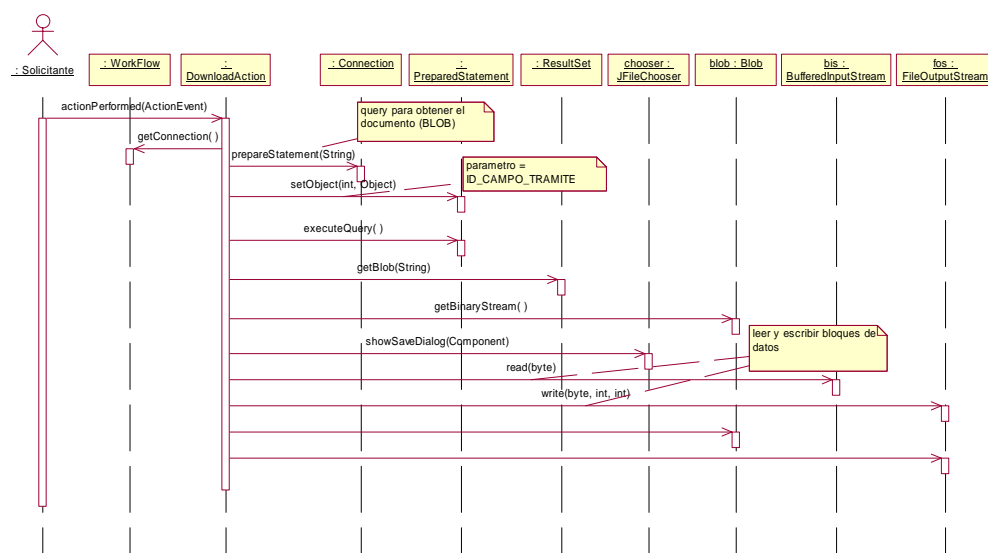 : Solicitante
: WorkFlow
:
DownloadAction
: Connection
:
PreparedStatement
: ResultSet
chooser :
JFileChooser
blob : Blob
bis :
BufferedInputStream
fos :
FileOutputStream
actionPerformed(ActionEvent)
query para obtener el
documento (BLOB)
getConnection( )
prepareStatement(String)
parametro =
ID_CAMPO_TRAMITE
setObject(int, Object)
executeQuery( )
getBlob(String)
getBinaryStream( )
leer y escribir bloques de
datos
showSaveDialog(Component)
read(byte)
write(byte, int, int)